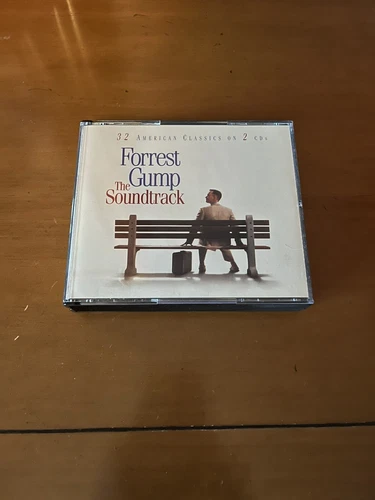 32 American Classics on 2 CDs
Forrest
Gump
The
Soundtrack